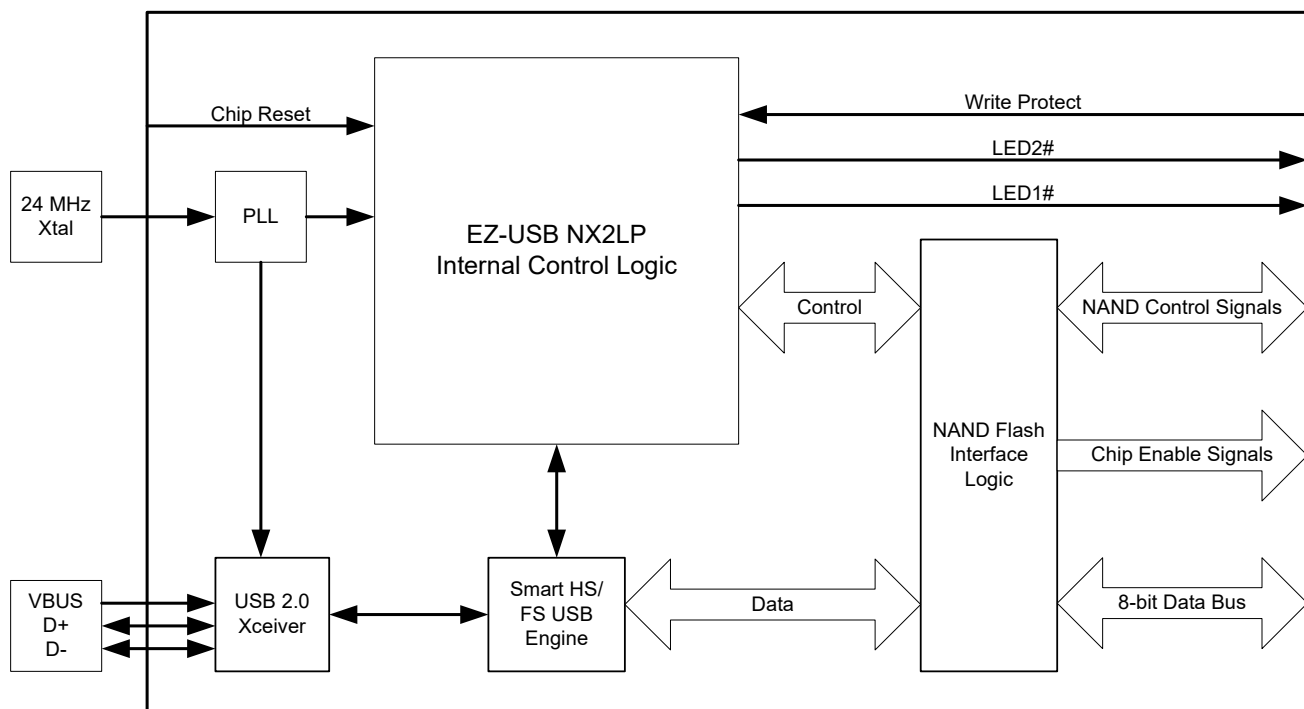 Chip Reset
Write Protect
LED2#
LED1#
24 MHz
Xtal
PLL
EZ-USB NX2LP
Internal Control Logic
Control
NAND Control Signals
NAND Flash
Interface
Logic
Chip Enable Signals
VBUS
D+
D-
USB 2.0
Xceiver
Smart HS/
FS USB
Engine
Data
8-bit Data Bus